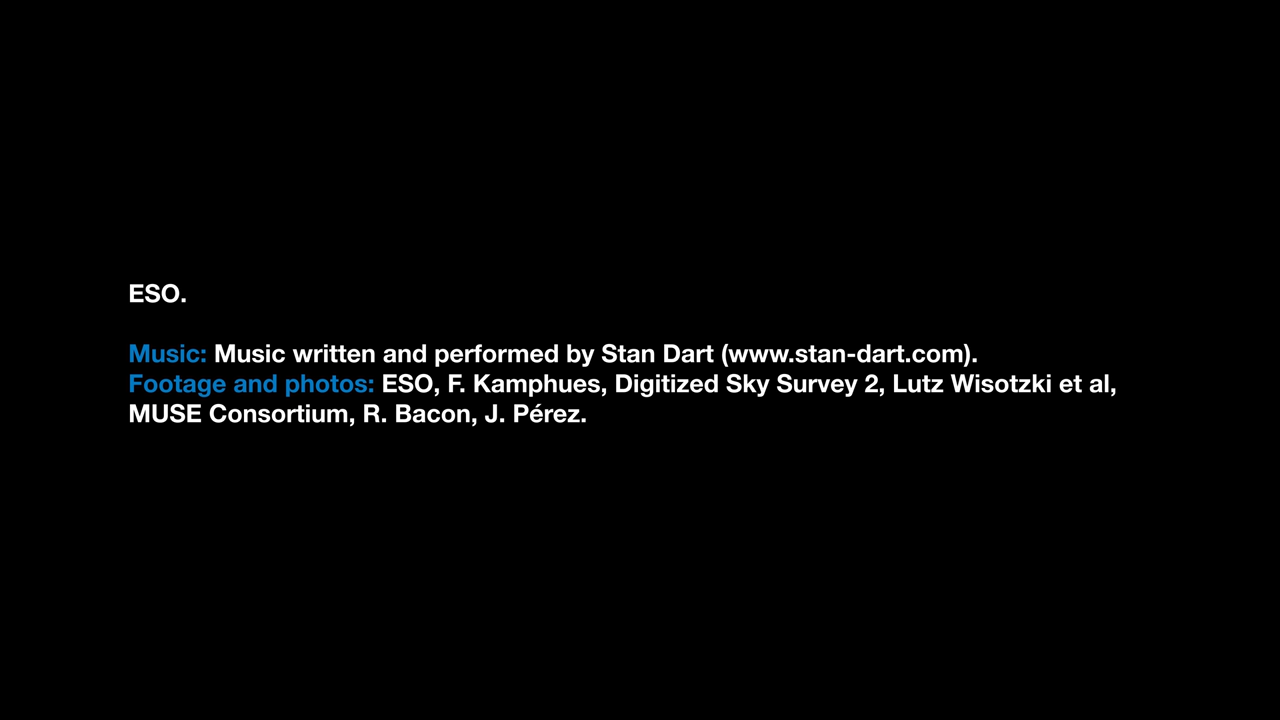 ESO.
Music: Music written and performed by Stan Dart (www.stan-dart.com).
Footage and photos: ESO, F. Kamphues, Digitized Sky Survey 2, Lutz Wisotzki et al,
MUSE Consortium, R. Bacon, J. Pérez.